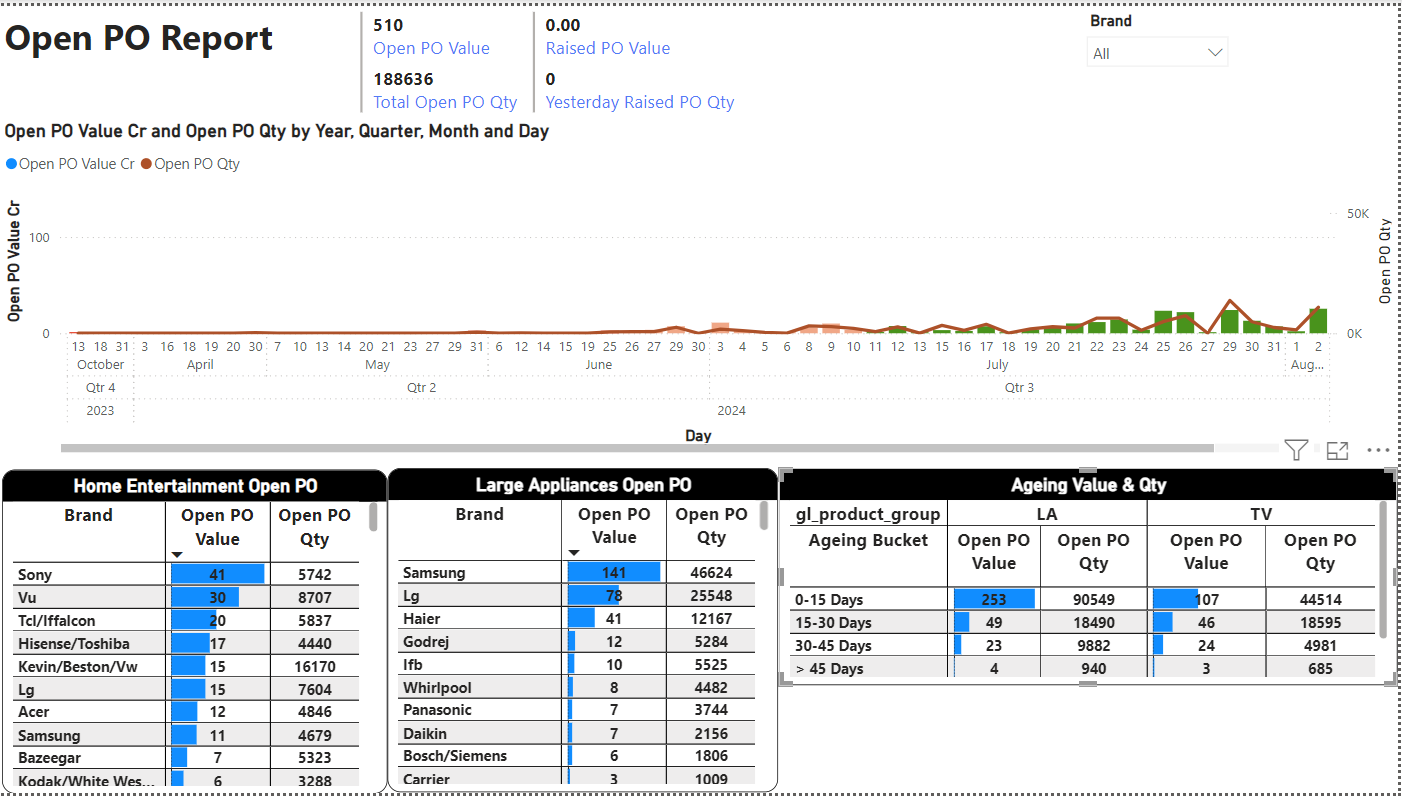 Open PO Report
510
Open PO Value
188636
Total Open PO Qty
0.00
Raised PO Value
0
Yesterday Raised PO Qty
Brand
All
Open PO Value Cr and Open PO Qty by Year, Quarter, Month and Day
Open PO Value Cr Open PO Qty
Open PO Value Cr
100
0
50K
0K
Open PO Qty
13 18 31 3 16 18 19 20 30 7 10 13 14 20 21 23 27 29 31 6 12 14 15 19 25 26 27 29 30 3 4 5 6 8 9 10 11 12 13 15 16 17 18 19 20 21 22 23 24 25 26 27 29 30 31 1 2
October April May June July Aug...
Qtr 4 Qtr 2 Qtr 3
2023 2024
Day
Home Entertainment Open PO
Brand Open PO Value Open PO Qty
Sony 41 5742
Vu 30 8707
Tcl/Iffalcon 20 5837
Hisense/Toshiba 17 4440
Kevin/Beston/Vw 15 16170
Lg 15 7604
Acer 12 4846
Samsung 11 4679
Bazeegar 7 5323
Kodak/White Wes... 6 3288
Large Appliances Open PO
Brand Open PO Value Open PO Qty
Samsung 141 46624
Lg 78 25548
Haier 41 12167
Godrej 12 5284
Ifb 10 5525
Whirlpool 8 4482
Panasonic 7 3744
Daikin 7 2156
Bosch/Siemens 6 1806
Carrier 3 1009
Ageing Value & Qty
gl_product_group LA TV
Ageing Bucket Open PO Value Open PO Qty Open PO Value Open PO Qty
0-15 Days 253 90549 107 44514
15-30 Days 49 18490 46 18595
30-45 Days 23 9882 24 4981
> 45 Days 4 940 3 685